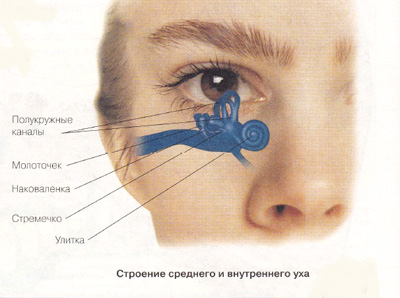 Полукружные
каналы
Молоточек
Наковаленка
Стремечко
Улитка
Строение среднего и внутреннего уха